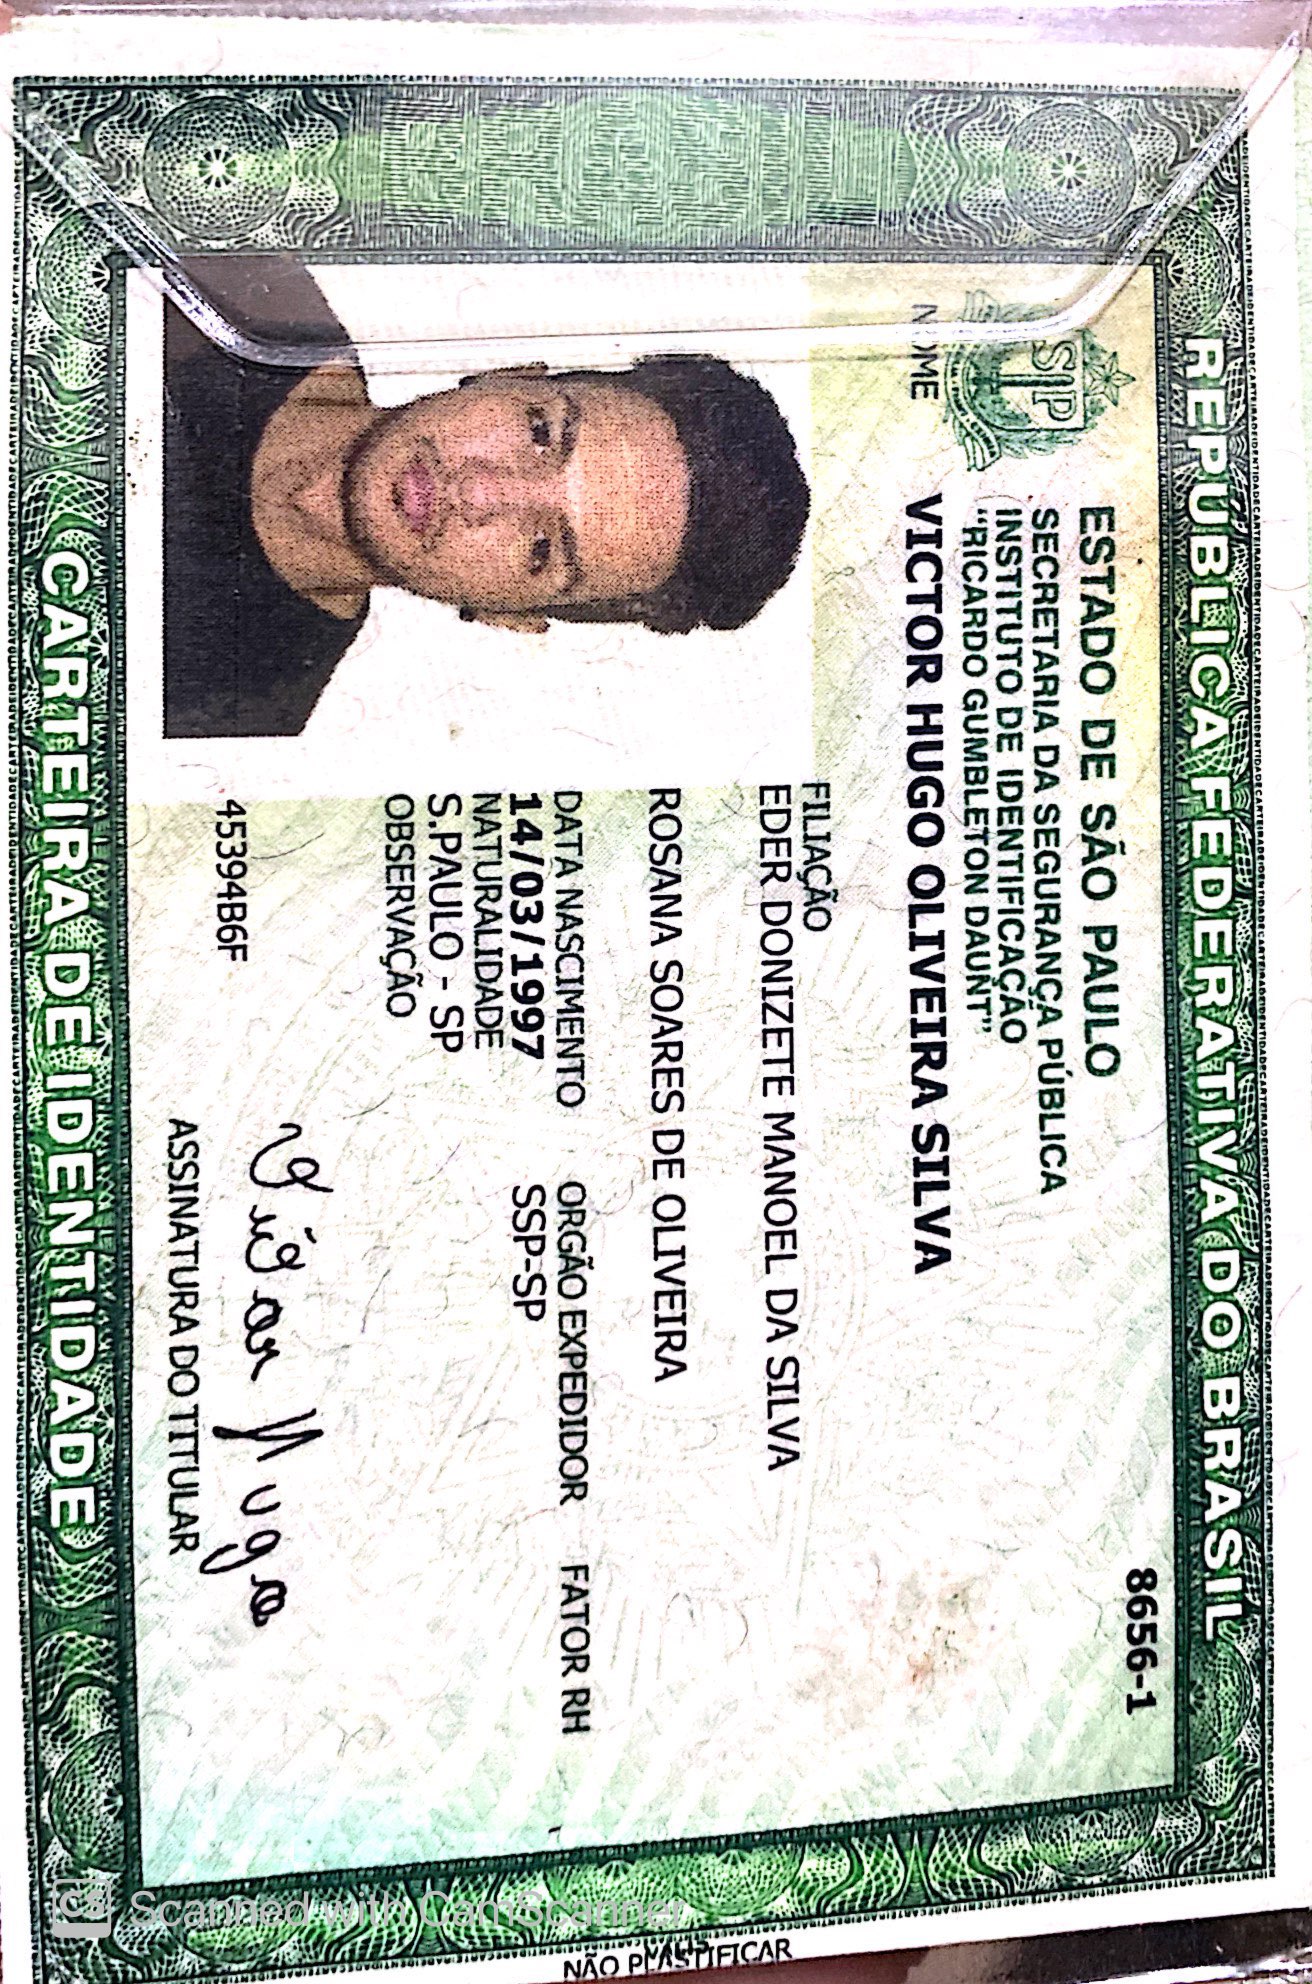 REPÚBLICA FEDERATIVA DO BRASIL
8656-1
ESTADO DE SÃO PAULO
SECRETARIA DA SEGURANÇA PÚBLICA
INSTITUTO DE IDENTIFICAÇÃO
"RICARDO GUMBLETON DAUNT"
SP
NOME VICTOR HUGO OLIVEIRA SILVA
FILIAÇÃO
EDER DONIZETE MANOEL DA SILVA
ROSANA SOARES DE OLIVEIRA
DATA NASCIMENTO ORGÃO EXPEDIDOR FATOR RH
14/03/1997 SSP-SP
NATURALIDADE
S.PAULO - SP
OBSERVAÇÃO
Victor Hugo
45394B6F
ASSINATURA DO TITULAR
CARTEIRA DE IDENTIDADE
NÃO PLASTIFICAR
CS Scanned with CamScanner